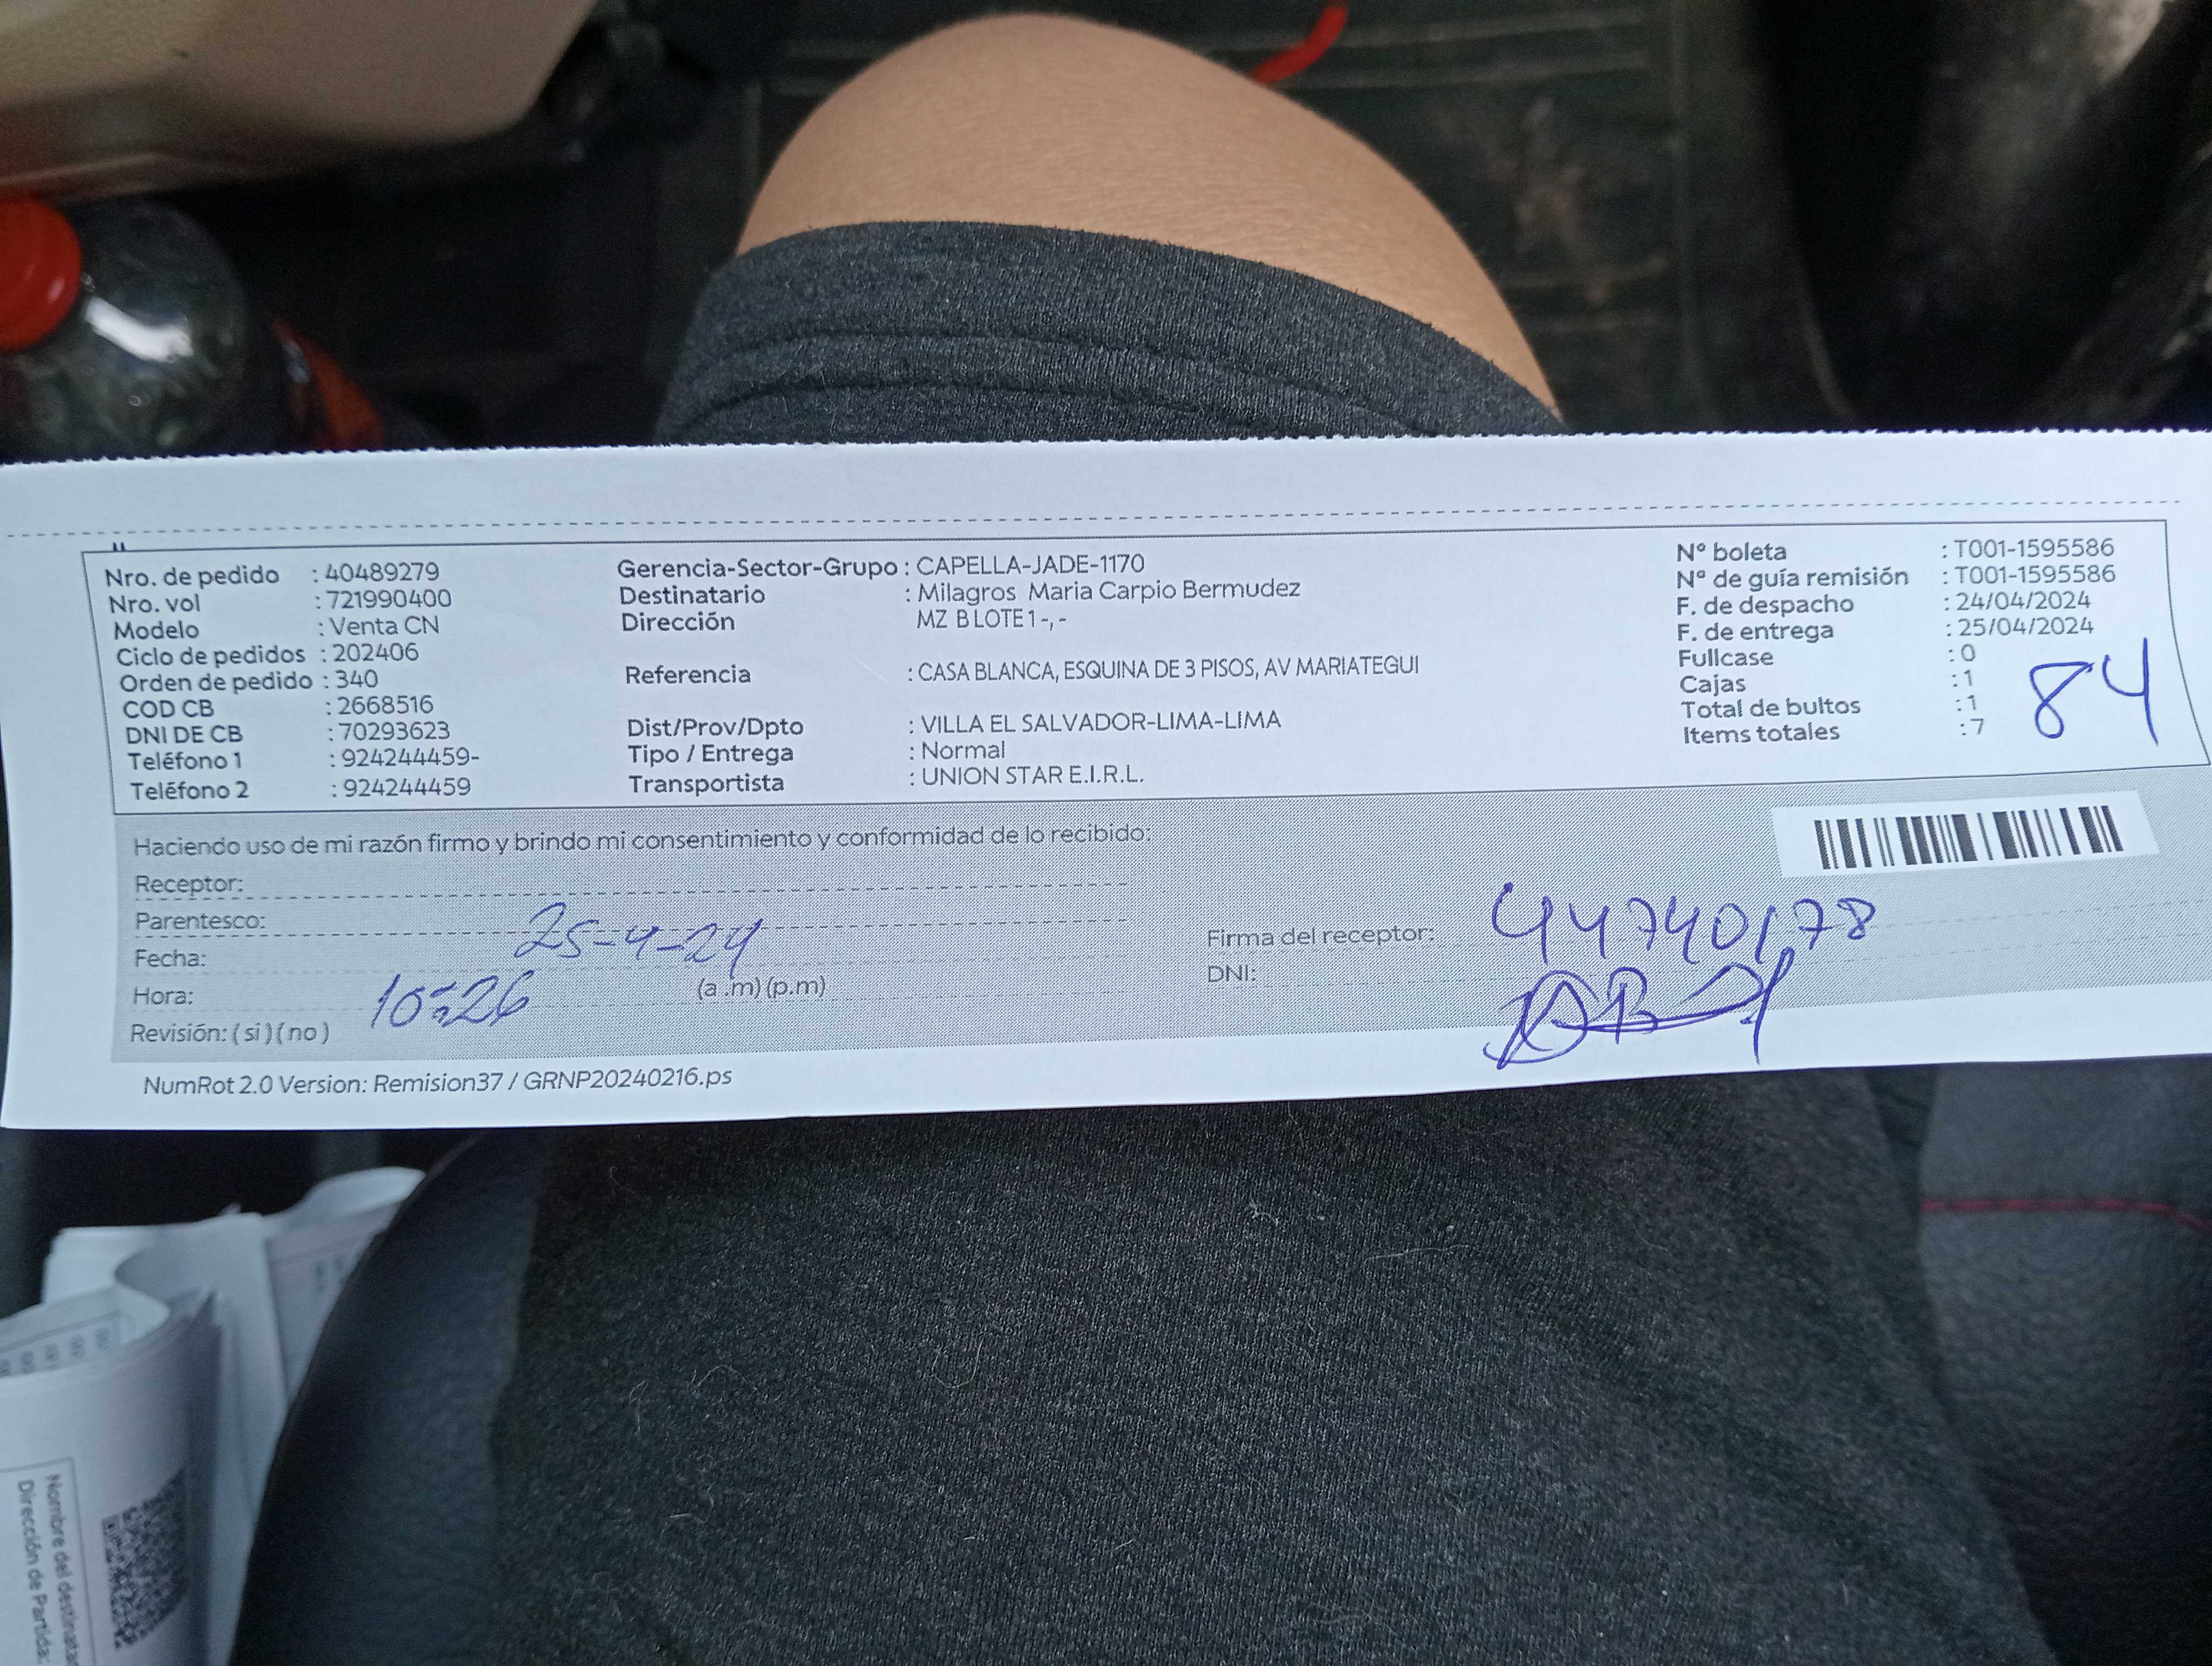 Nro. de pedido : 40489279
Nro. vol : 721990400
Modelo : Venta CN
Ciclo de pedidos : 202406
Orden de pedido : 340
COD CB : 2668516
DNI DE CB : 70293623
Teléfono 1 : 924244459-
Teléfono 2 : 924244459
Gerencia-Sector-Grupo : CAPELLA-JADE-1170
Destinatario : Milagros Maria Carpio Bermudez
Dirección MZ B LOTE 1 -,-
Referencia : CASA BLANCA, ESQUINA DE 3 PISOS, AV MARIATEGUI
Dist/Prov/Dpto : VILLA EL SALVADOR-LIMA-LIMA
Tipo / Entrega : Normal
Transportista : UNION STAR E.I.R.L.
Nº boleta : T001-1595586
Nº de guía remisión : T001-1595586
F. de despacho : 24/04/2024
F. de entrega : 25/04/2024
Fullcase : 0
Cajas : 1
Total de bultos : 1
Items totales : 7
84
Haciendo uso de mi razón firmo y brindo mi consentimiento y conformidad de lo recibido:
Receptor:
Parentesco:
Fecha: 25-4-24
Hora: 10:26 (a .m) (p.m)
Revisión: ( si ) ( no )
Firma del receptor: 44740178
DNI:
NumRot 2.0 Version: Remision37 / GRNP20240216.ps
Nombre del destinatar
Dirección de Partida: